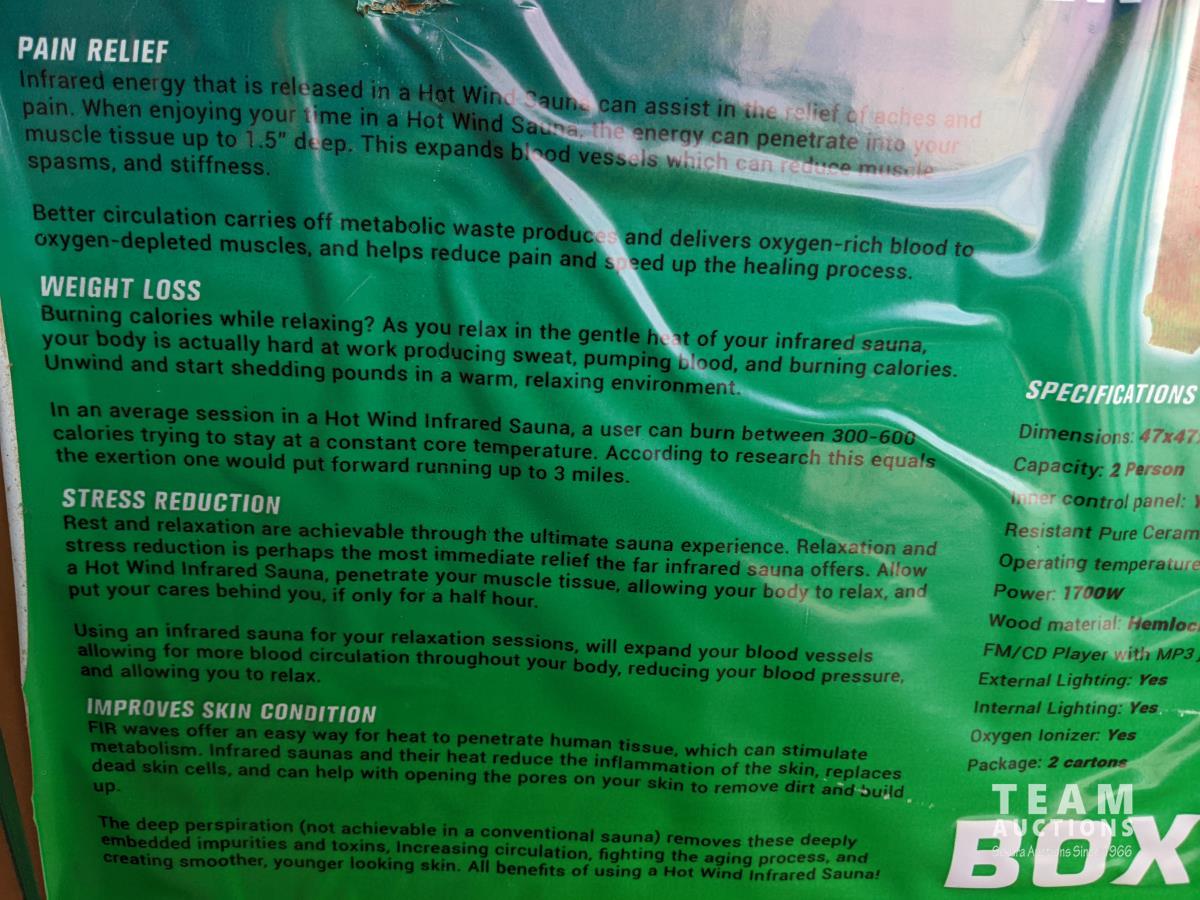 PAIN RELIEF
Infrared energy that is released in a Hot Wind Sauna can assist in the relief of aches and
pain. When enjoying your time in a Hot Wind Sauna, the energy can penetrate into your
muscle tissue up to 1.5" deep. This expands blood vessels which can reduce muscle
spasms, and stiffness.
Better circulation carries off metabolic waste produces and delivers oxygen-rich blood to
oxygen-depleted muscles, and helps reduce pain and speed up the healing process.
WEIGHT LOSS
Burning calories while relaxing? As you relax in the gentle heat of your infrared sauna,
your body is actually hard at work producing sweat, pumping blood, and burning calories.
Unwind and start shedding pounds in a warm, relaxing environment.
In an average session in a Hot Wind Infrared Sauna, a user can burn between 300-600
calories trying to stay at a constant core temperature. According to research this equals
the exertion one would put forward running up to 3 miles.
STRESS REDUCTION
Rest and relaxation are achievable through the ultimate sauna experience. Relaxation and
stress reduction is perhaps the most immediate relief the far infrared sauna offers. Allow
a Hot Wind Infrared Sauna, penetrate your muscle tissue, allowing your body to relax, and
put your cares behind you, if only for a half hour.
Using an infrared sauna for your relaxation sessions, will expand your blood vessels
allowing for more blood circulation throughout your body, reducing your blood pressure,
and allowing you to relax.
IMPROVES SKIN CONDITION
FIR waves offer an easy way for heat to penetrate human tissue, which can stimulate
metabolism. Infrared saunas and their heat reduce the inflammation of the skin, replaces
dead skin cells, and can help with opening the pores on your skin to remove dirt and build
up.
The deep perspiration (not achievable in a conventional sauna) removes these deeply
embedded impurities and toxins, Increasing circulation, fighting the aging process, and
creating smoother, younger looking skin. All benefits of using a Hot Wind Infrared Sauna!
SPECIFICATIONS
Dimensions: 47x47
Capacity: 2 Person
Inner control panel:
Resistant Pure Ceram
Operating temperature
Power: 1700W
Wood material: Hemloc
FM/CD Player with MP3
External Lighting: Yes
Internal Lighting: Yes
Oxygen Ionizer: Yes
Package: 2 cartons
TEAM
AUCTIONS
Auctions Since 1966
BOX